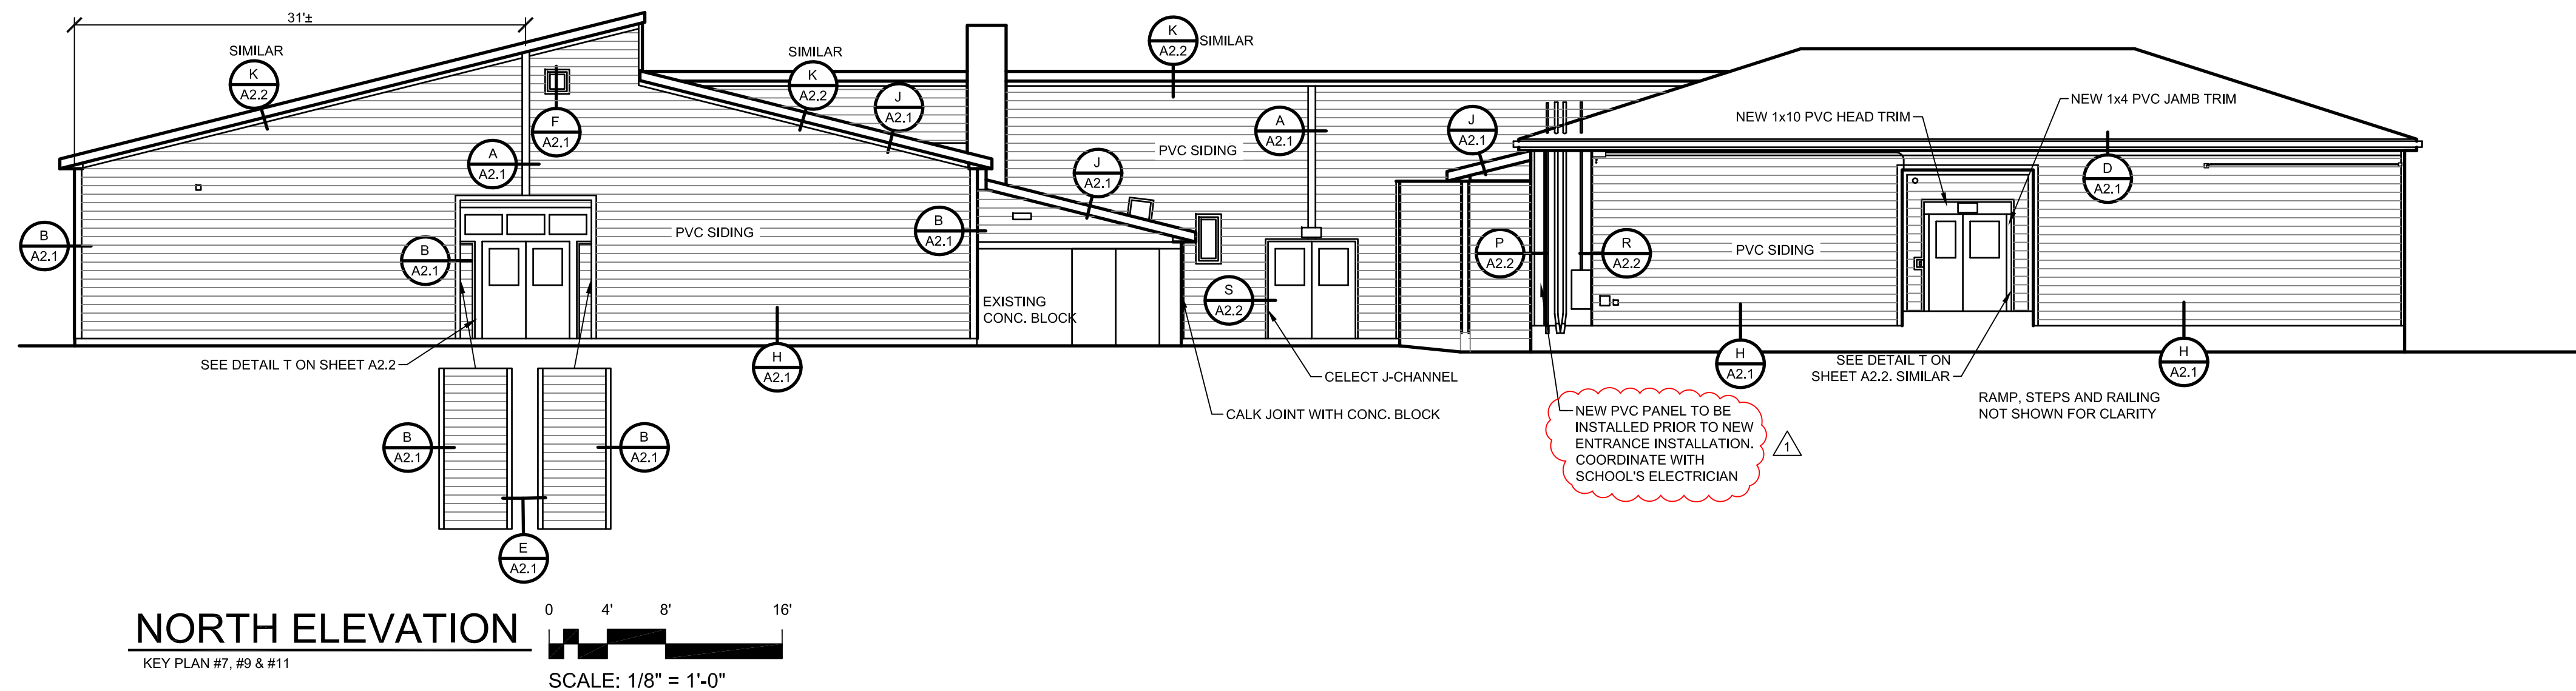 31'±
SIMILAR
K
A2.2
SIMILAR
K
A2.2
J
A2.1
K
A2.2
SIMILAR
F
A2.1
A
A2.1
A
A2.1
PVC SIDING
J
A2.1
J
A2.1
NEW 1x10 PVC HEAD TRIM
NEW 1x4 PVC JAMB TRIM
D
A2.1
B
A2.1
B
A2.1
PVC SIDING
B
A2.1
P
A2.2
R
A2.2
PVC SIDING
S
A2.2
EXISTING
CONC. BLOCK
SEE DETAIL T ON SHEET A2.2
H
A2.1
CELECT J-CHANNEL
CALK JOINT WITH CONC. BLOCK
H
A2.1
SEE DETAIL T ON
SHEET A2.2. SIMILAR
H
A2.1
RAMP, STEPS AND RAILING
NOT SHOWN FOR CLARITY
NEW PVC PANEL TO BE
INSTALLED PRIOR TO NEW
ENTRANCE INSTALLATION.
COORDINATE WITH
SCHOOL'S ELECTRICIAN
1
B
A2.1
B
A2.1
E
A2.1
NORTH ELEVATION
KEY PLAN #7, #9 & #11
0 4' 8' 16'
SCALE: 1/8" = 1'-0"